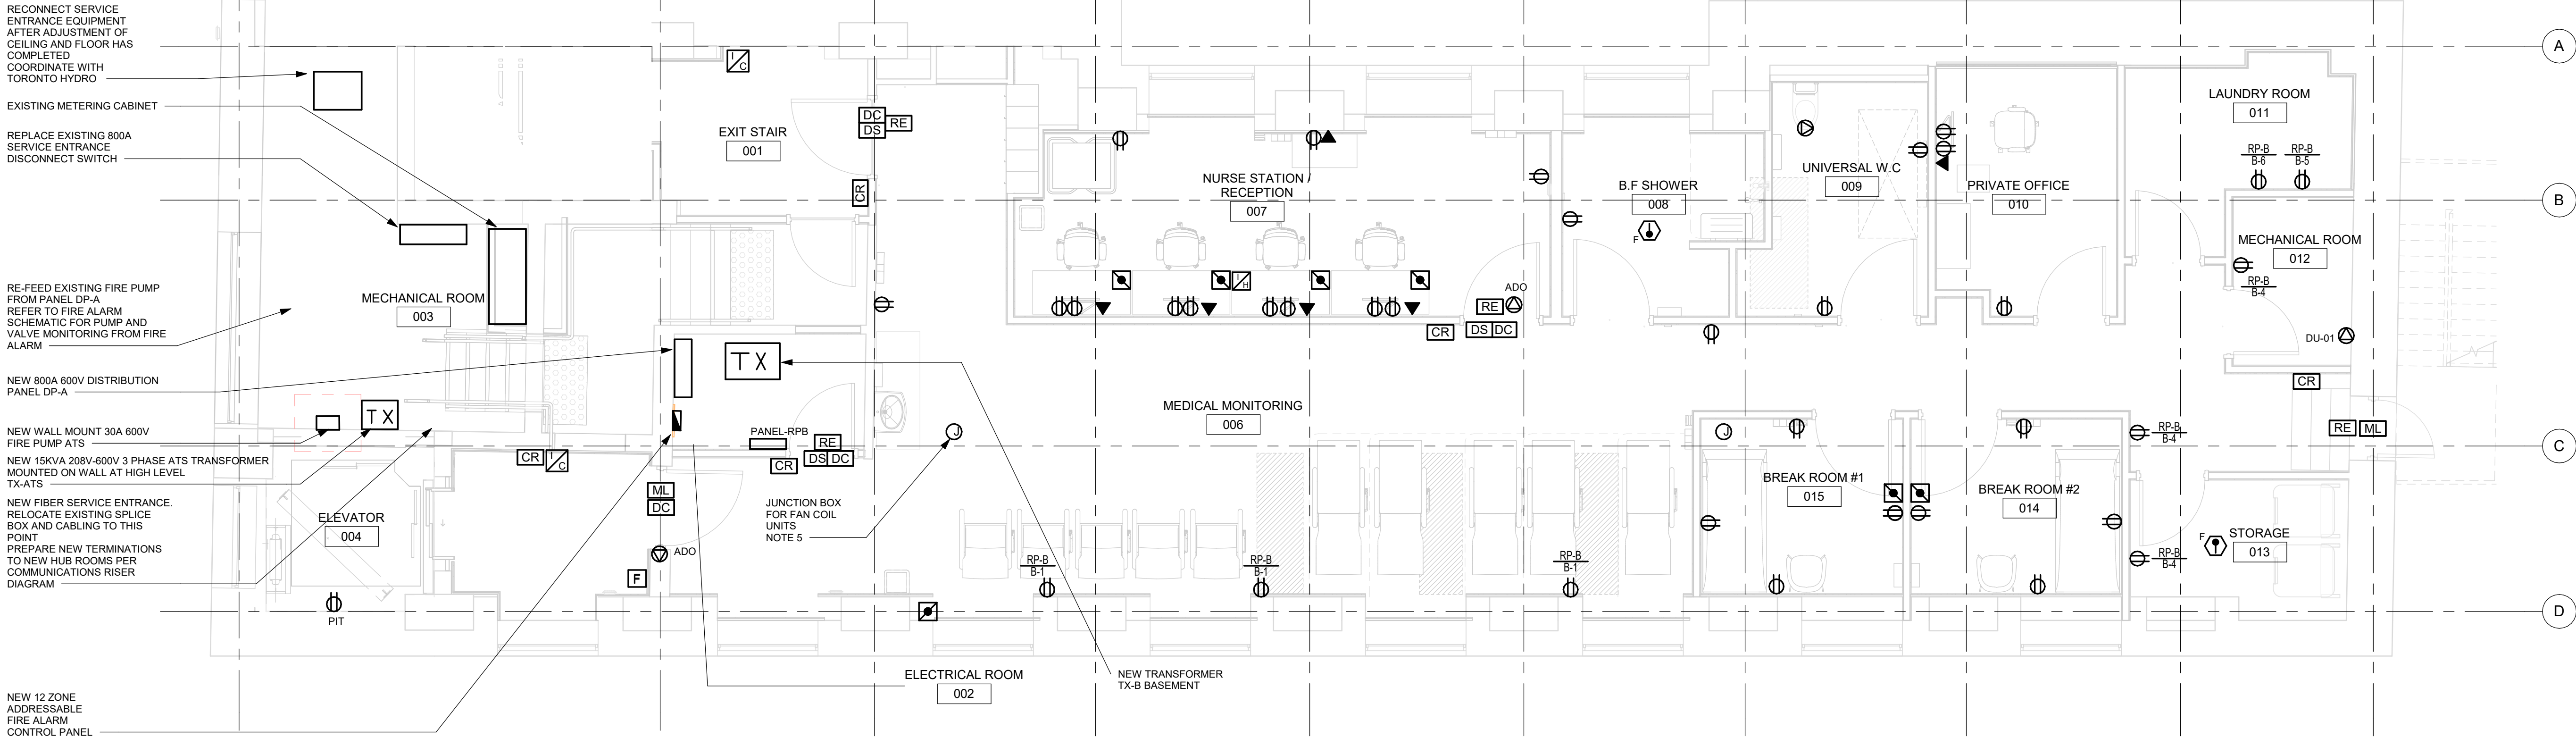 RECONNECT SERVICE
ENTRANCE EQUIPMENT
AFTER ADJUSTMENT OF
CEILING AND FLOOR HAS
COMPLETED
COORDINATE WITH
TORONTO HYDRO
EXISTING METERING CABINET
REPLACE EXISTING 800A
SERVICE ENTRANCE
DISCONNECT SWITCH
RE-FEED EXISTING FIRE PUMP
FROM PANEL DP-A
REFER TO FIRE ALARM
SCHEMATIC FOR PUMP AND
VALVE MONITORING FROM FIRE
ALARM
NEW 800A 600V DISTRIBUTION
PANEL DP-A
NEW WALL MOUNT 30A 600V
FIRE PUMP ATS
NEW 15KVA 208V-600V 3 PHASE ATS TRANSFORMER
MOUNTED ON WALL AT HIGH LEVEL
TX-ATS
NEW FIBER SERVICE ENTRANCE.
RELOCATE EXISTING SPLICE
BOX AND CABLING TO THIS
POINT
PREPARE NEW TERMINATIONS
TO NEW HUB ROOMS PER
COMMUNICATIONS RISER
DIAGRAM
NEW 12 ZONE
ADDRESSABLE
FIRE ALARM
CONTROL PANEL
I
C
EXIT STAIR
001
DC
DS
RE
CR
MECHANICAL ROOM
003
TX
TX
PANEL-RPB
RE
DS
DC
CR
CR
I
C
ML
DC
ELEVATOR
004
ADO
F
PIT
JUNCTION BOX
FOR FAN COIL
UNITS
NOTE 5
J
ELECTRICAL ROOM
002
NEW TRANSFORMER
TX-B BASEMENT
NURSE STATION /
RECEPTION
007
I
H
ADO
RE
CR
DS
DC
MEDICAL MONITORING
006
RP-B
B-1
RP-B
B-1
RP-B
B-1
B.F SHOWER
008
F
UNIVERSAL W.C
009
PRIVATE OFFICE
010
LAUNDRY ROOM
011
RP-B
B-6
RP-B
B-5
MECHANICAL ROOM
012
RP-B
B-4
DU-01
CR
RE
ML
J
BREAK ROOM #1
015
BREAK ROOM #2
014
RP-B
B-4
RP-B
B-4
F
STORAGE
013
A
B
C
D